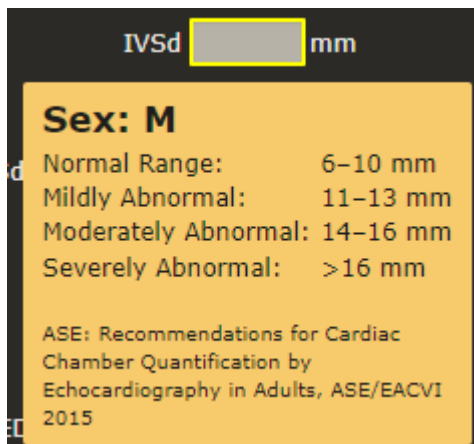 IVSd mm
Sex: M
Normal Range: 6–10 mm
Mildly Abnormal: 11–13 mm
Moderately Abnormal: 14–16 mm
Severely Abnormal: >16 mm
ASE: Recommendations for Cardiac
Chamber Quantification by
Echocardiography in Adults, ASE/EACVI
2015